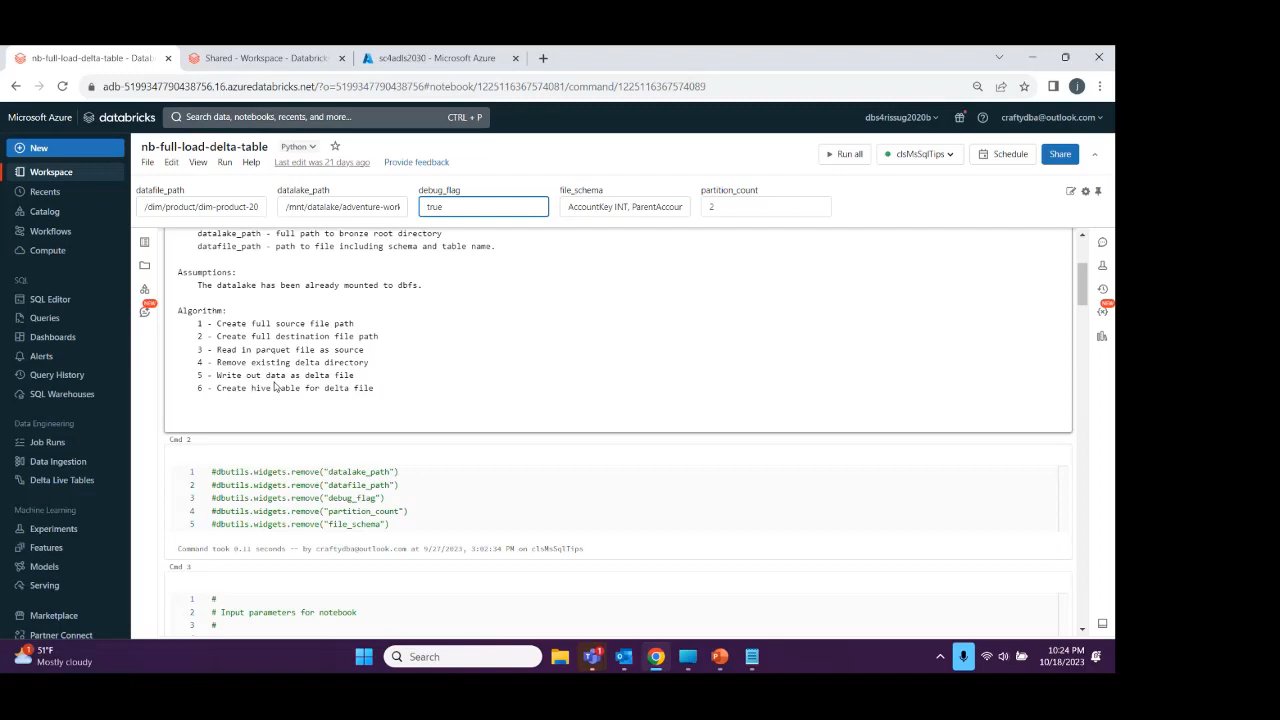 nb-full-load-delta-table - Datab
Shared - Workspace - Databricks
sc4adls2030 - Microsoft Azure
adb-5199347790438756.16.azuredatabricks.net/?o=5199347790438756#notebook/1225116367574081/command/1225116367574089
Microsoft Azure
databricks
Search data, notebooks, recents, and more...
CTRL + P
dbs4rissug2020b
craftydba@outlook.com
New
Workspace
Recents
Catalog
Workflows
Compute
SQL
SQL Editor
Queries
Dashboards
Alerts
Query History
SQL Warehouses
Data Engineering
Job Runs
Data Ingestion
Delta Live Tables
Machine Learning
Experiments
Features
Models
Serving
Marketplace
Partner Connect
nb-full-load-delta-table
Python
File Edit View Run Help Last edit was 21 days ago Provide feedback
Run all
clsMsSqlTips
Schedule
Share
datafile_path datalake_path debug_flag file_schema partition_count
/dim/product/dim-product-20 /mnt/datalake/adventure-work true AccountKey INT, ParentAccour 2
datalake_path - full path to bronze root directory
datafile_path - path to file including schema and table name.
Assumptions:
The datalake has been already mounted to dbfs.
Algorithm:
1 - Create full source file path
2 - Create full destination file path
3 - Read in parquet file as source
4 - Remove existing delta directory
5 - Write out data as delta file
6 - Create hive table for delta file
Cmd 2
1 #dbutils.widgets.remove("datalake_path")
2 #dbutils.widgets.remove("datafile_path")
3 #dbutils.widgets.remove("debug_flag")
4 #dbutils.widgets.remove("partition_count")
5 #dbutils.widgets.remove("file_schema")
Command took 0.11 seconds -- by craftydba@outlook.com at 9/27/2023, 3:02:34 PM on clsMsSqlTips
Cmd 3
1 #
2 # Input parameters for notebook
3 #
NEW
NEW
1
51°F
Mostly cloudy
Search
1
10:24 PM
10/18/2023